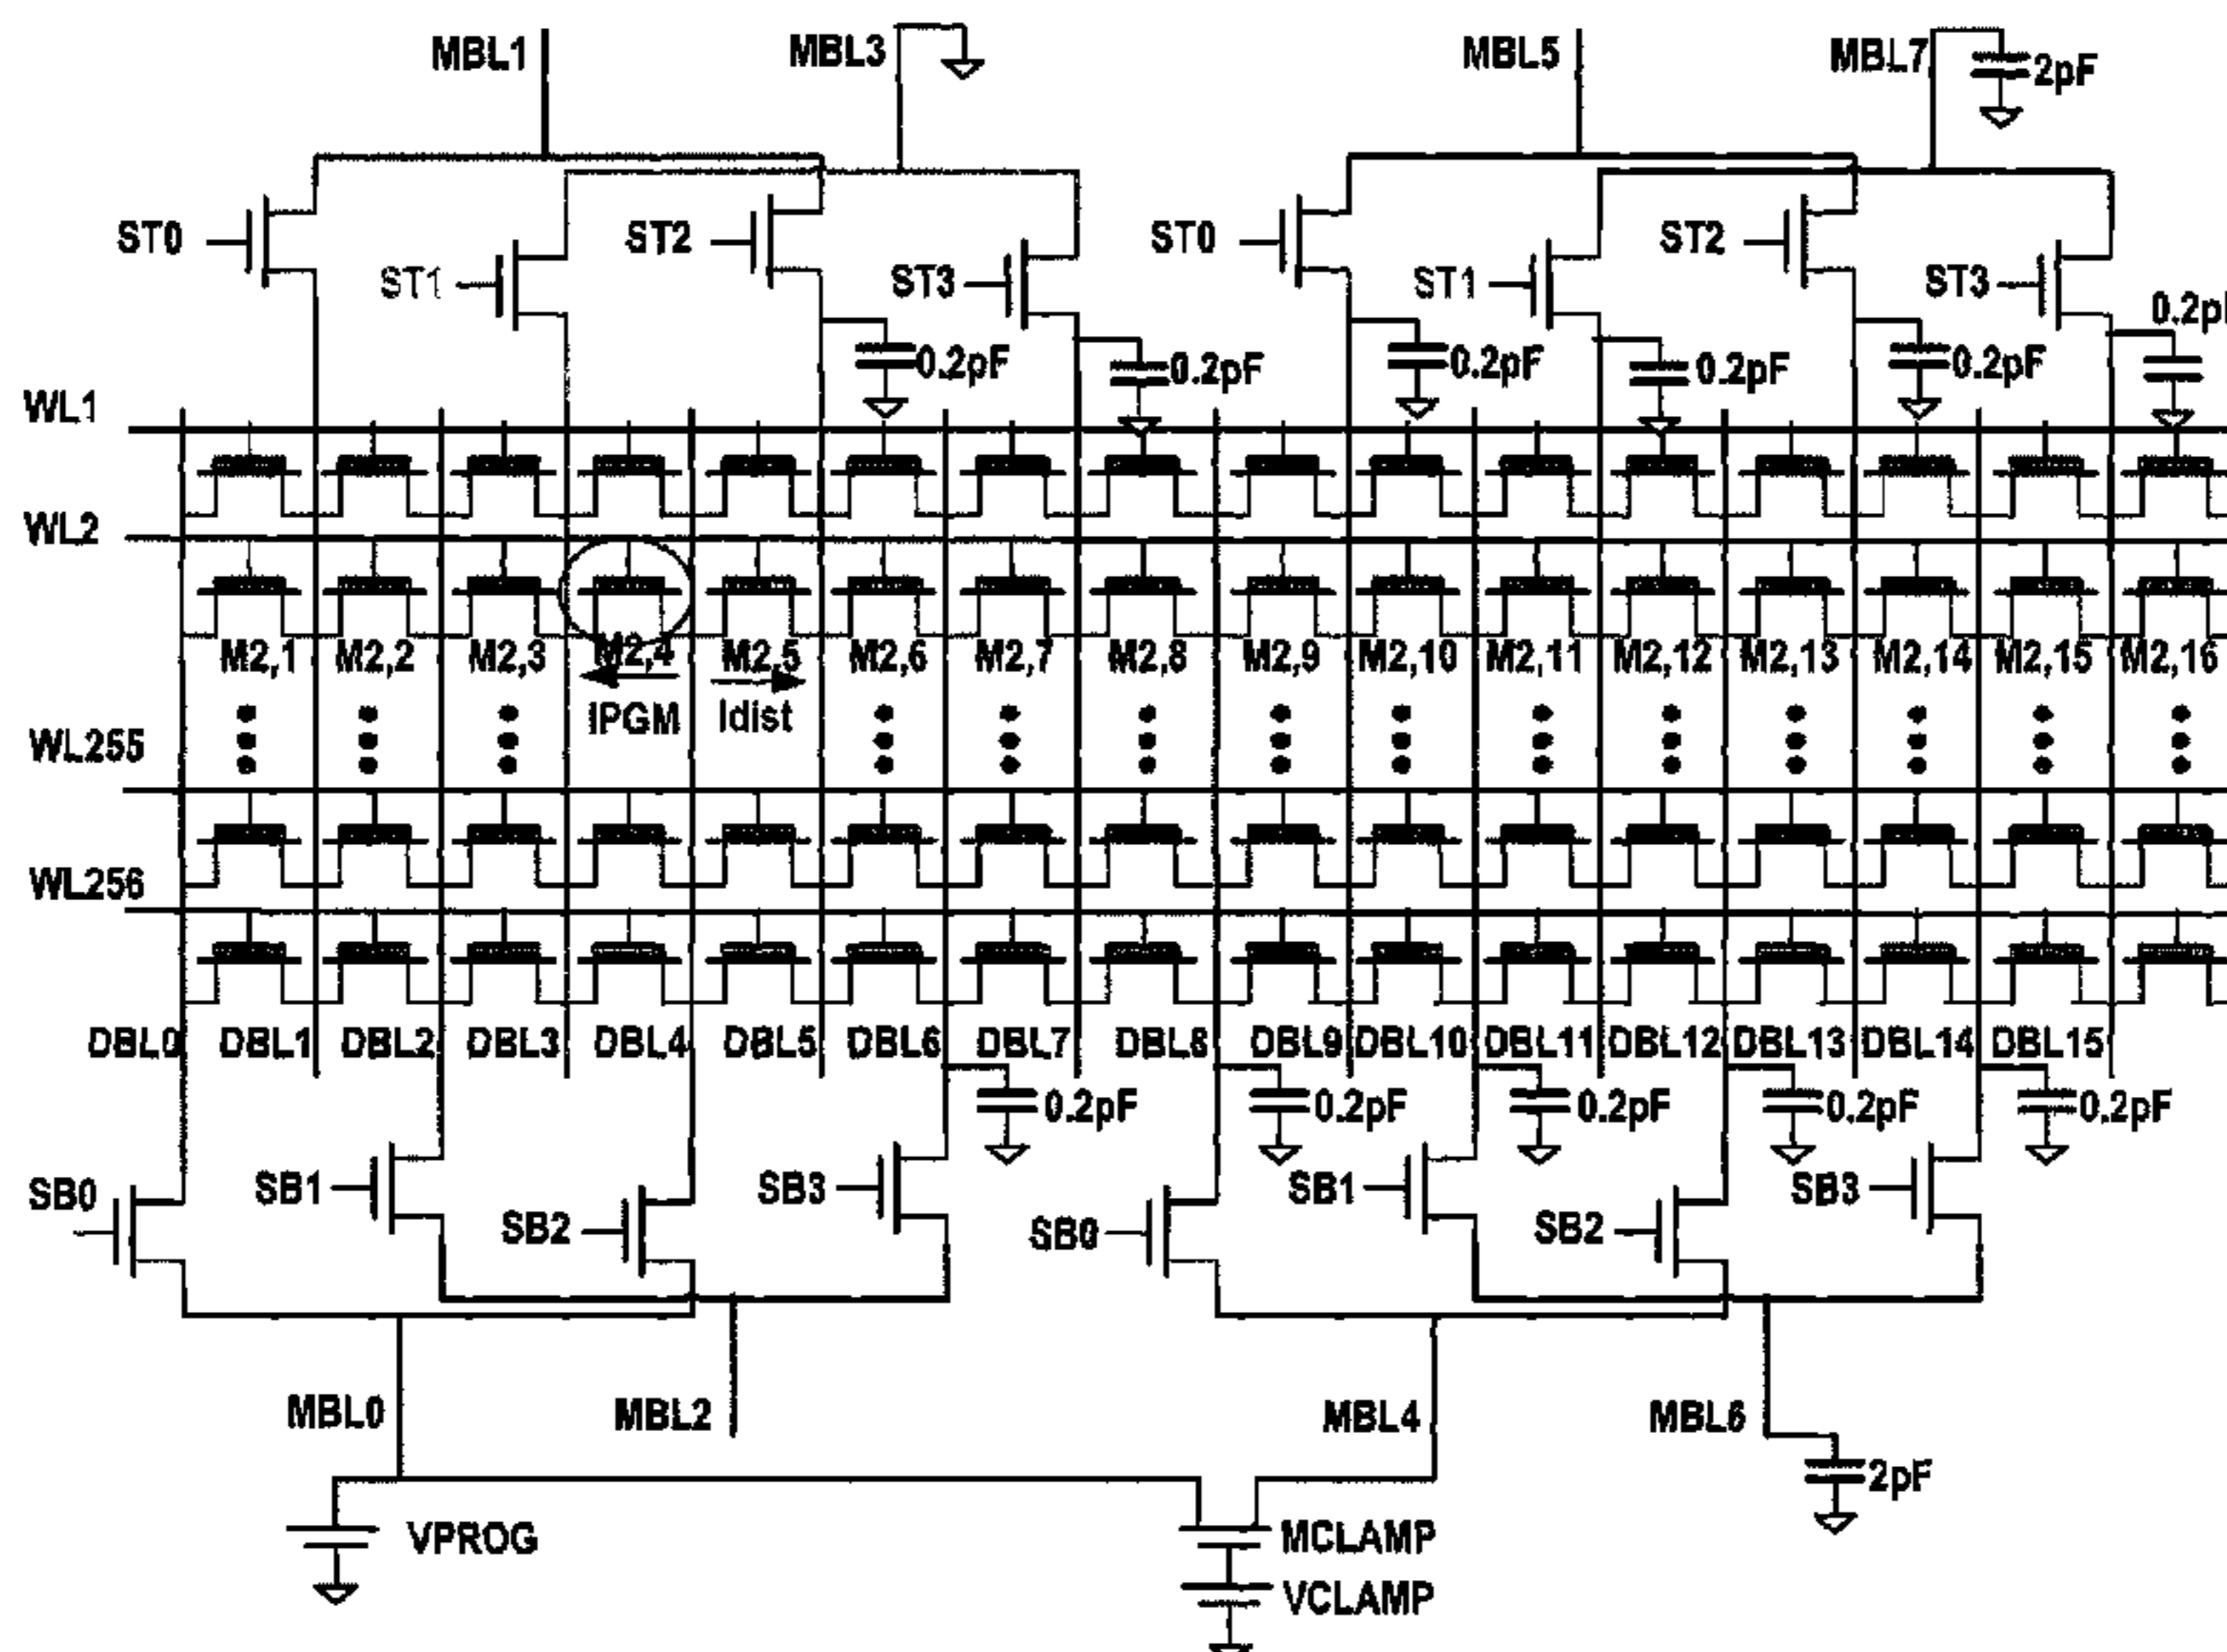 MBL1 MBL3 MBL5 MBL7 2pF
ST0 ST2 ST0 ST2
ST1 ST3 ST1 ST3
0.2pF
0.2pF 0.2pF 0.2pF 0.2pF 0.2pF
WL1
WL2
M2,1 M2,2 M2,3 M2,4 M2,5 M2,6 M2,7 M2,8 M2,9 M2,10 M2,11 M2,12 M2,13 M2,14 M2,15 M2,16
IPGM Idist
WL255
WL256
DBL0 DBL1 DBL2 DBL3 DBL4 DBL5 DBL6 DBL7 DBL8 DBL9 DBL10 DBL11 DBL12 DBL13 DBL14 DBL15
0.2pF 0.2pF 0.2pF 0.2pF 0.2pF
SB0 SB1 SB3 SB1 SB3
SB2 SB0 SB2
MBL0 MBL2 MBL4 MBL6
2pF
VPROG MCLAMP
VCLAMP